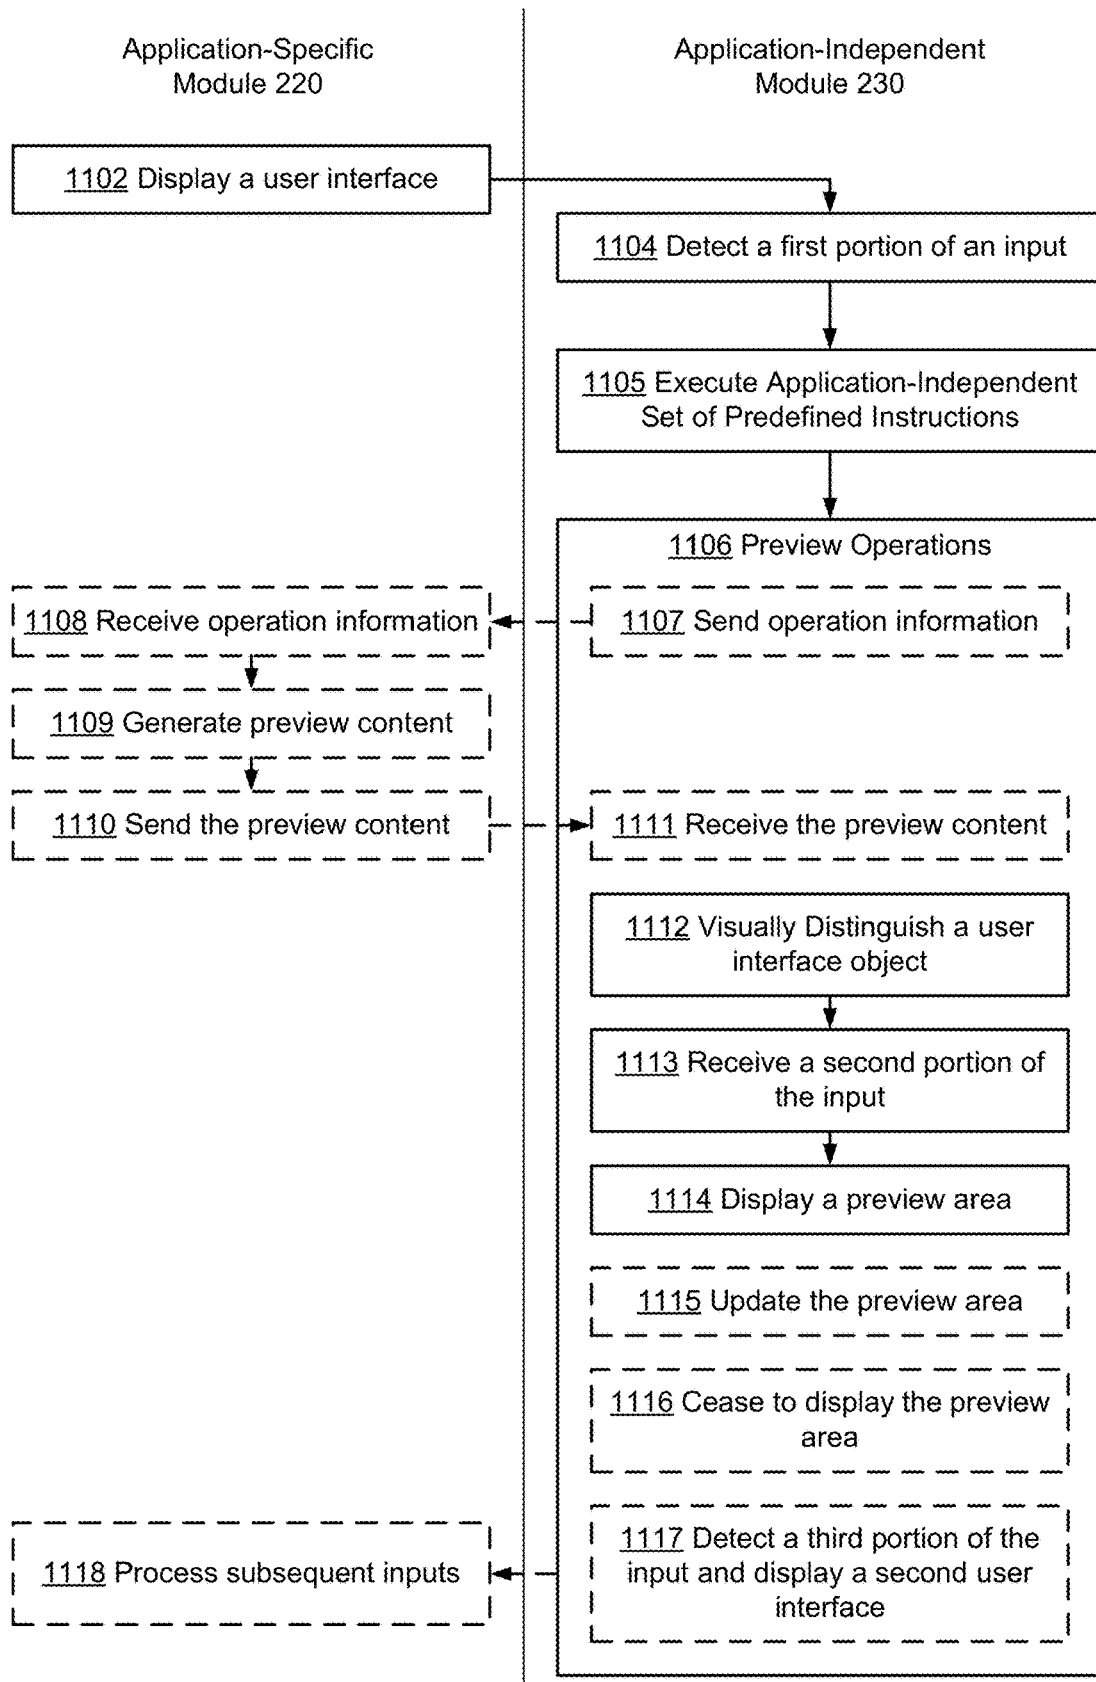 Application-Specific
Module 220
Application-Independent
Module 230
1102 Display a user interface
1104 Detect a first portion of an input
1105 Execute Application-Independent
Set of Predefined Instructions
1106 Preview Operations
1108 Receive operation information
1107 Send operation information
1109 Generate preview content
1110 Send the preview content
1111 Receive the preview content
1112 Visually Distinguish a user
interface object
1113 Receive a second portion of
the input
1114 Display a preview area
1115 Update the preview area
1116 Cease to display the preview
area
1117 Detect a third portion of the
input and display a second user
interface
1118 Process subsequent inputs